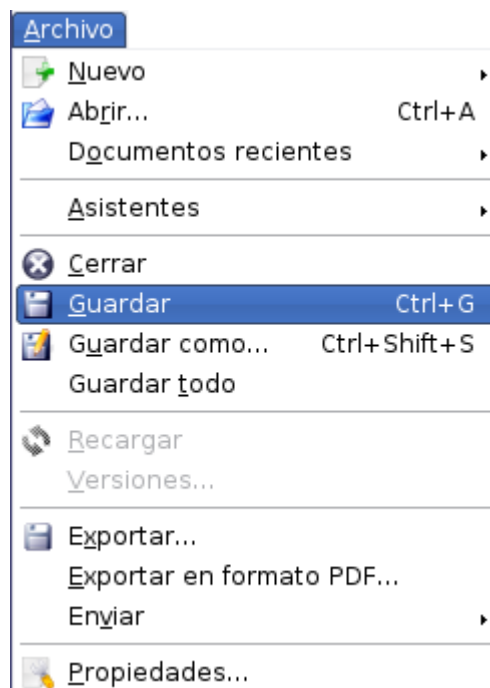 Archivo
Nuevo
Abrir... Ctrl+A
Documentos recientes
Asistentes
Cerrar
Guardar Ctrl+G
Guardar como... Ctrl+Shift+S
Guardar todo
Recargar
Versiones...
Exportar...
Exportar en formato PDF...
Enviar
Propiedades...